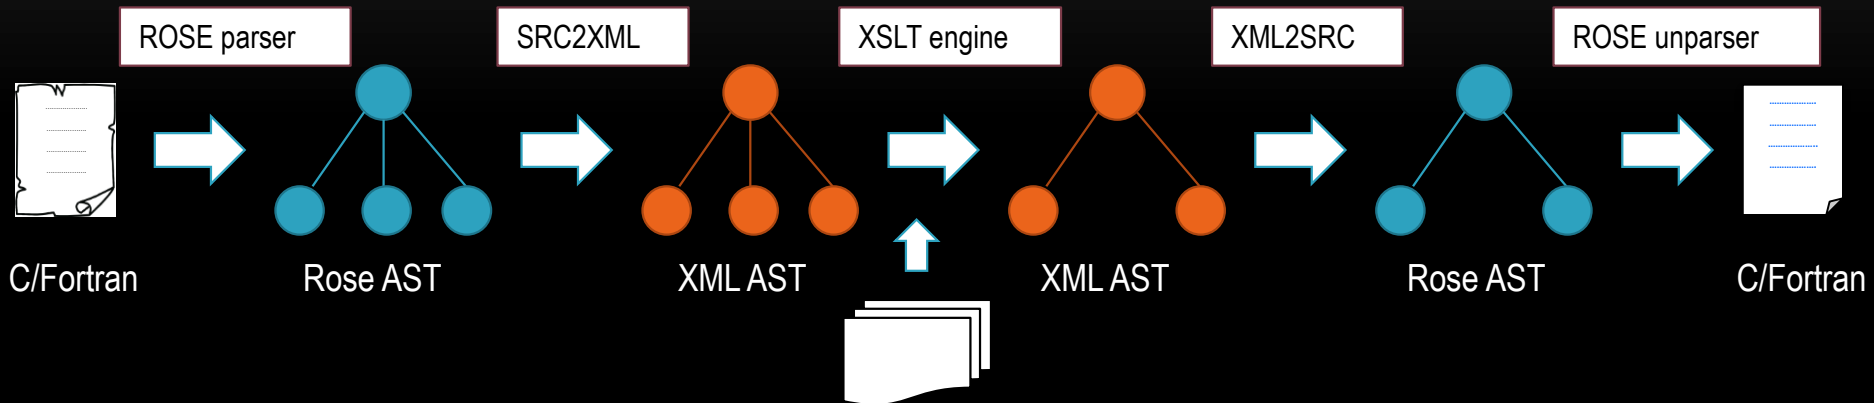 ROSE parser
SRC2XML
XSLT engine
XML2SRC
ROSE unparser
C/Fortran
Rose AST
XML AST
XML AST
Rose AST
C/Fortran